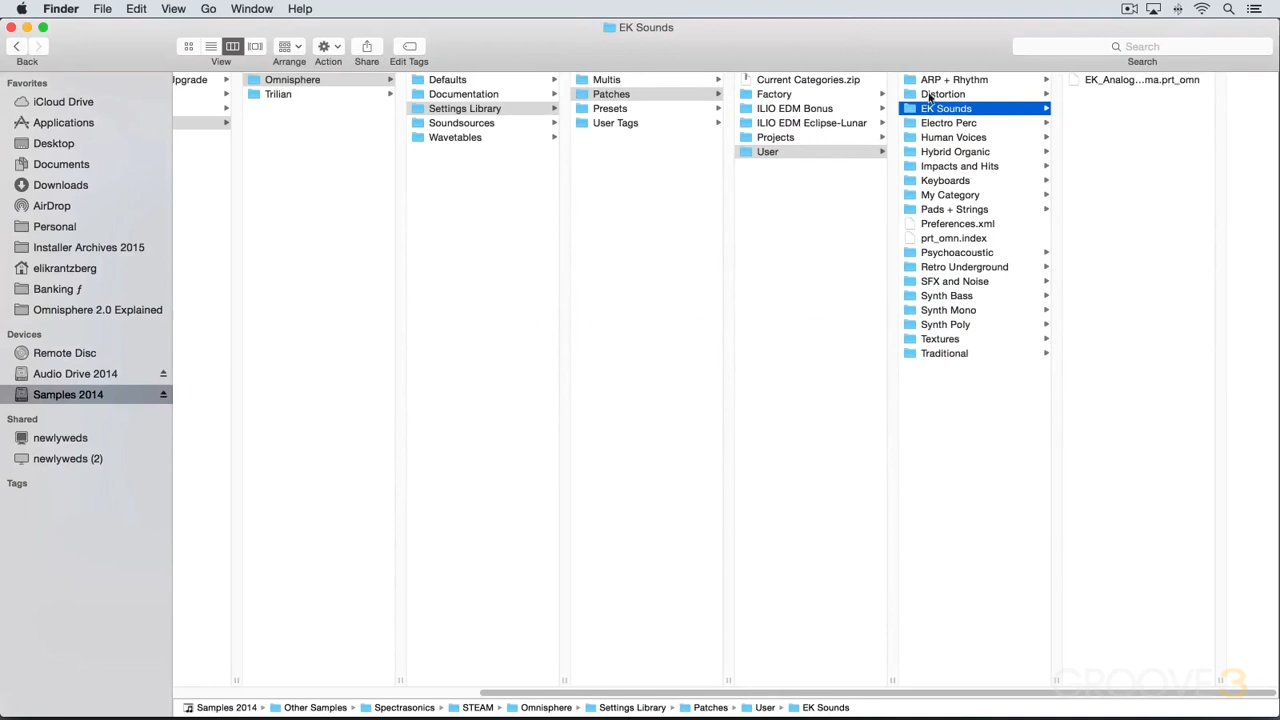 Finder File Edit View Go Window Help
EK Sounds
Back View Arrange Action Share Edit Tags Search
Search
Favorites
iCloud Drive
Applications
Desktop
Documents
Downloads
AirDrop
Personal
Installer Archives 2015
elikrantzberg
Banking ƒ
Omnisphere 2.0 Explained
Devices
Remote Disc
Audio Drive 2014
Samples 2014
Shared
newlyweds
newlyweds (2)
Tags
Upgrade
Omnisphere
Trilian
Defaults
Documentation
Settings Library
Soundsources
Wavetables
Multis
Patches
Presets
User Tags
Current Categories.zip
Factory
ILIO EDM Bonus
ILIO EDM Eclipse-Lunar
Projects
User
ARP + Rhythm
Distortion
EK Sounds
Electro Perc
Human Voices
Hybrid Organic
Impacts and Hits
Keyboards
My Category
Pads + Strings
Preferences.xml
prt_omn.index
Psychoacoustic
Retro Underground
SFX and Noise
Synth Bass
Synth Mono
Synth Poly
Textures
Traditional
EK_Analog...ma.prt_omn
GROOVE3
Samples 2014 Other Samples Spectrasonics STEAM Omnisphere Settings Library Patches User EK Sounds